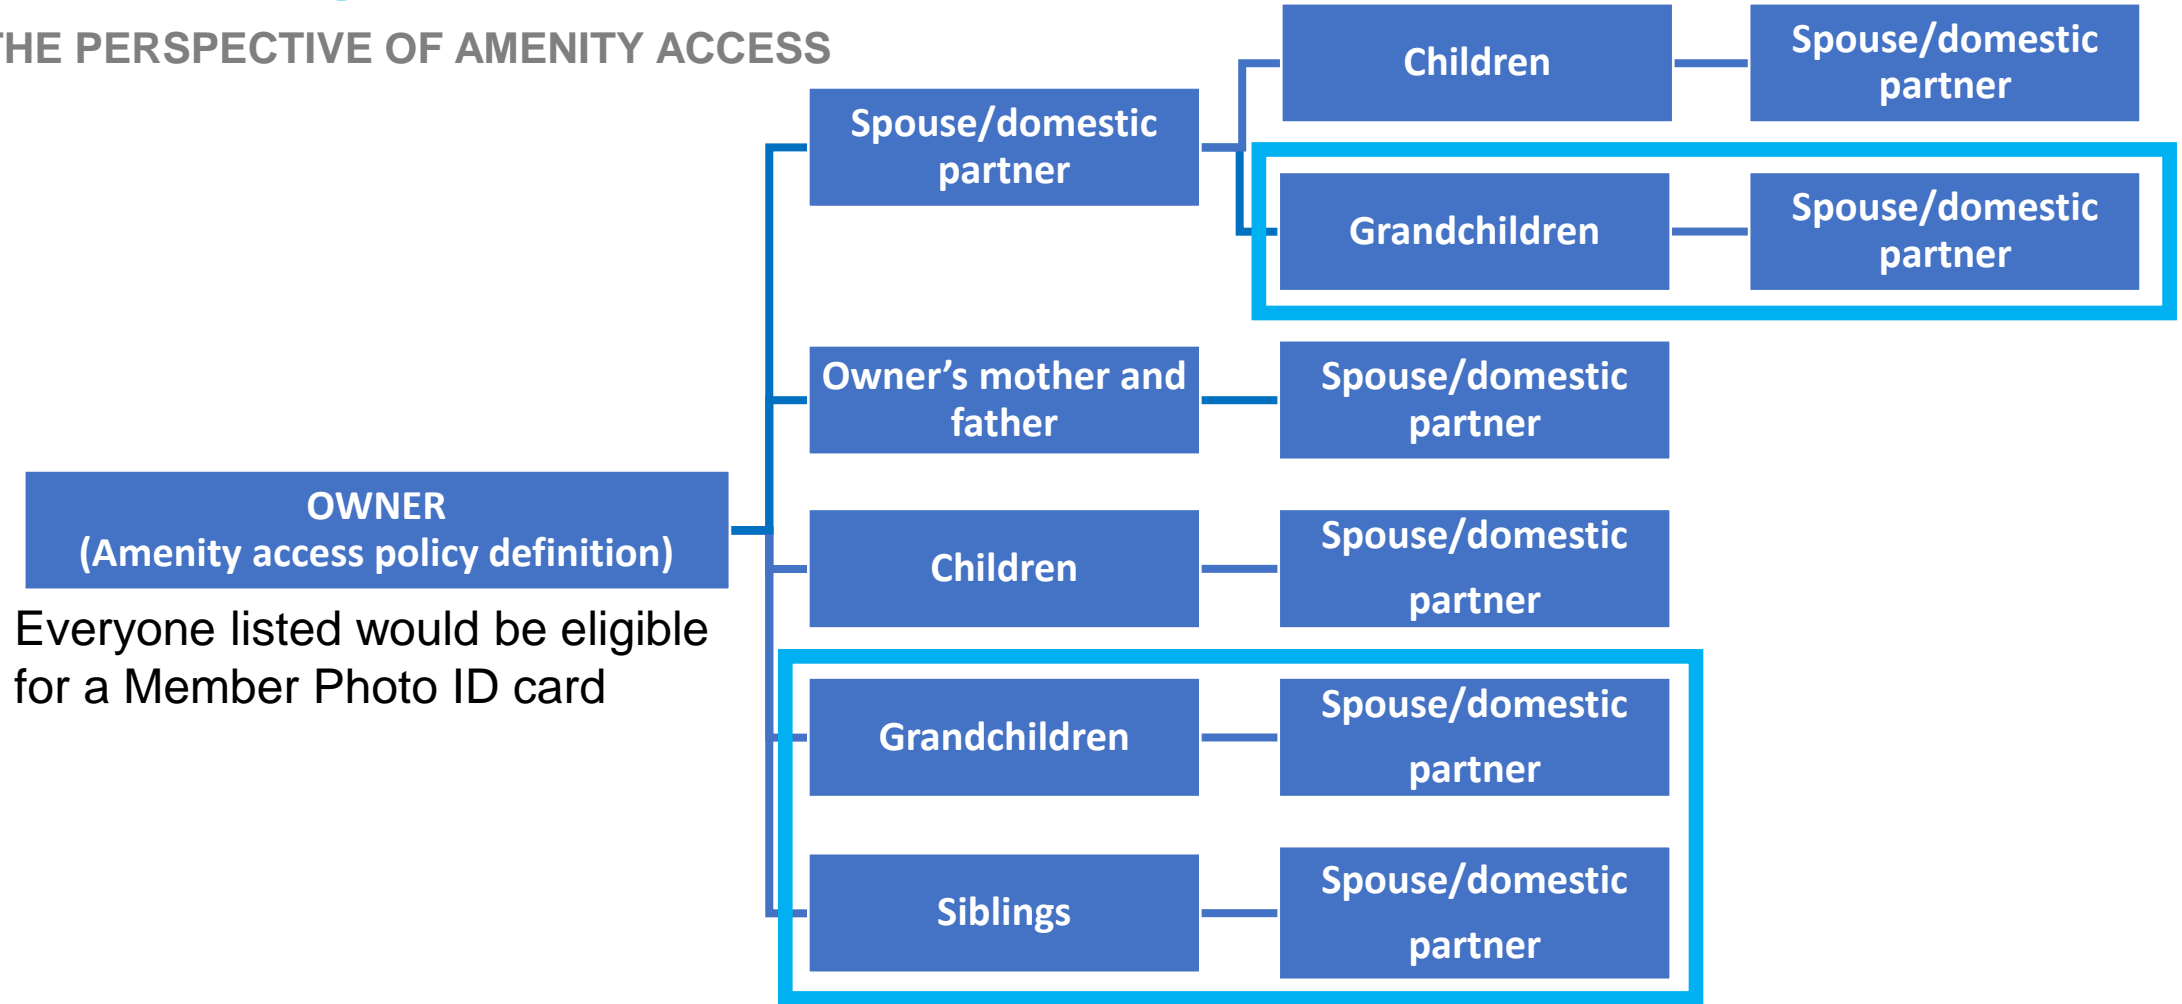 THE PERSPECTIVE OF AMENITY ACCESS
Children
Spouse/domestic
partner
Spouse/domestic
partner
Grandchildren
Spouse/domestic
partner
Owner’s mother and
father
Spouse/domestic
partner
OWNER
(Amenity access policy definition)
Everyone listed would be eligible
for a Member Photo ID card
Children
Spouse/domestic
partner
Grandchildren
Spouse/domestic
partner
Siblings
Spouse/domestic
partner